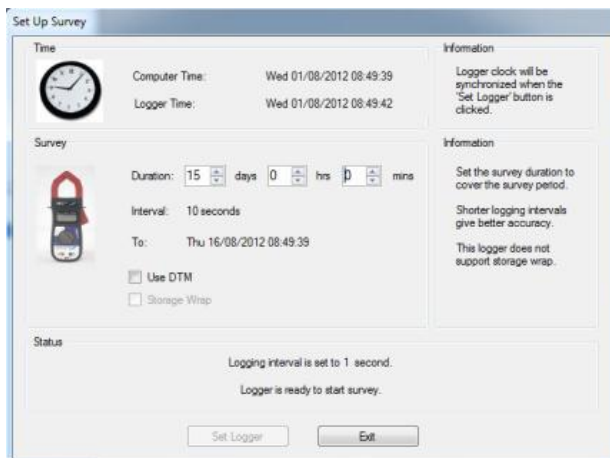 Set Up Survey
Time
Computer Time: Wed 01/08/2012 08:49:39
Logger Time: Wed 01/08/2012 08:49:42
Information
Logger clock will be
synchronized when the
'Set Logger' button is
clicked.
Survey
Duration: 15 days 0 hrs 0 mins
Interval: 10 seconds
To: Thu 16/08/2012 08:49:39
Use DTM
Storage Wrap
Information
Set the survey duration to
cover the survey period.
Shorter logging intervals
give better accuracy.
This logger does not
support storage wrap.
Status
Logging interval is set to 1 second.
Logger is ready to start survey.
Set Logger Exit